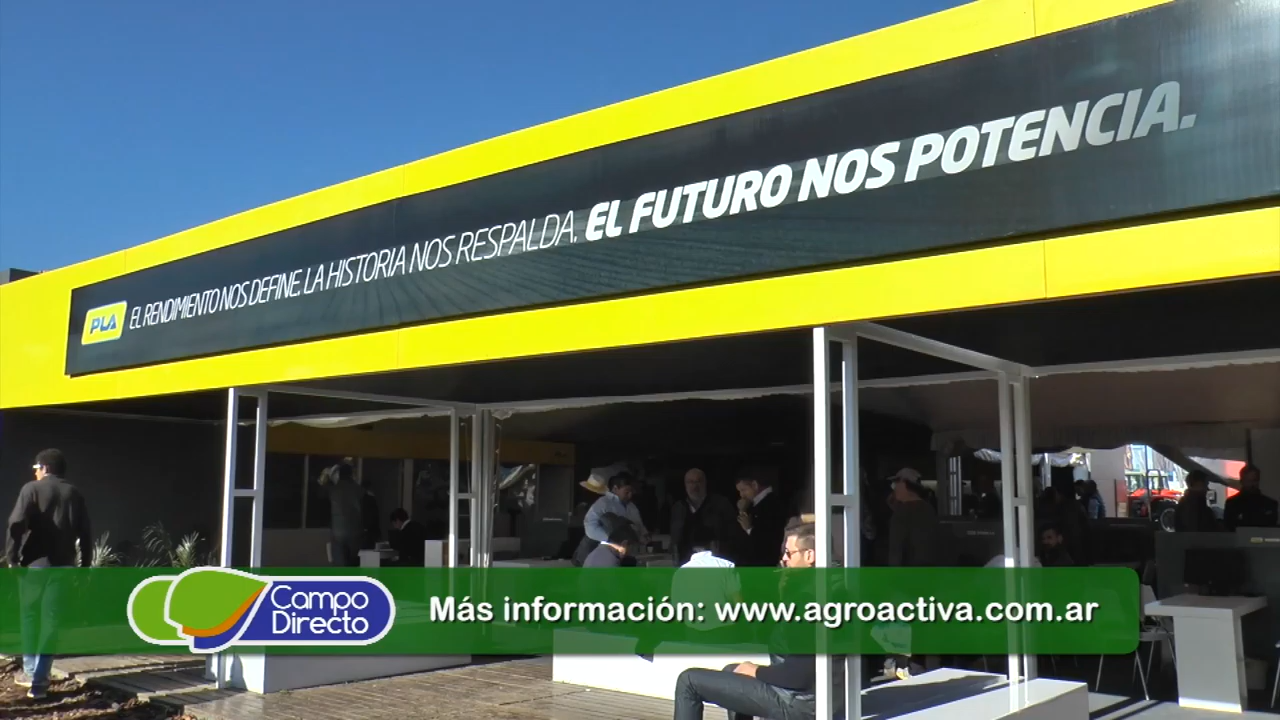 PLA EL RENDIMIENTO NOS DEFINE. LA HISTORIA NOS RESPALDA. EL FUTURO NOS POTENCIA.
Campo
Directo
Más información: www.agroactiva.com.ar